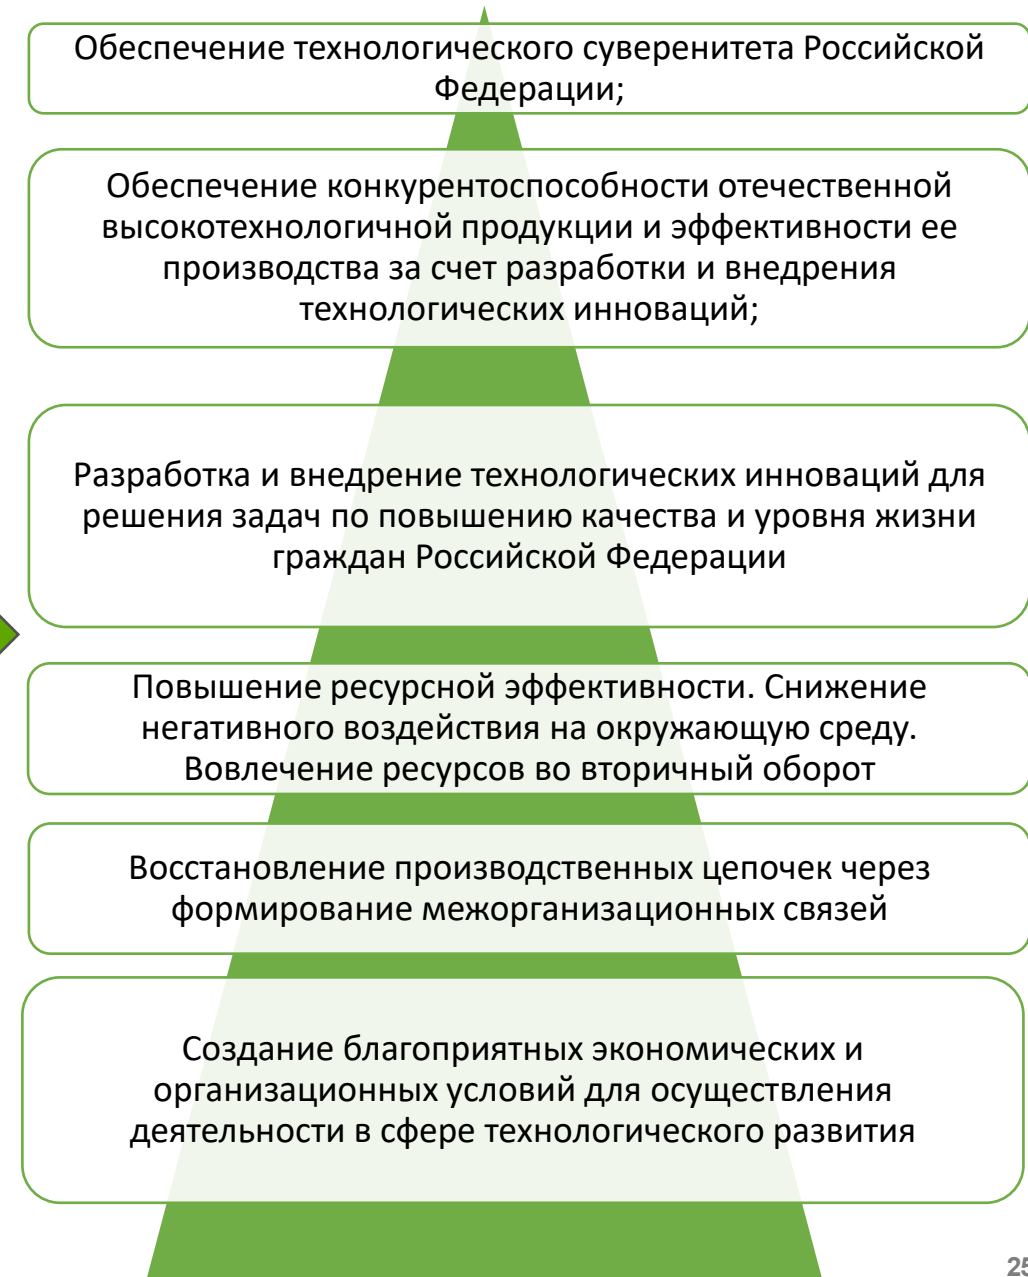 Обеспечение технологического суверенитета Российской
Федерации;
Обеспечение конкурентоспособности отечественной
высокотехнологичной продукции и эффективности ее
производства за счет разработки и внедрения
технологических инноваций;
Разработка и внедрение технологических инноваций для
решения задач по повышению качества и уровня жизни
граждан Российской Федерации
Повышение ресурсной эффективности. Снижение
негативного воздействия на окружающую среду.
Вовлечение ресурсов во вторичный оборот
Восстановление производственных цепочек через
формирование межорганизационных связей
Создание благоприятных экономических и
организационных условий для осуществления
деятельности в сфере технологического развития
25